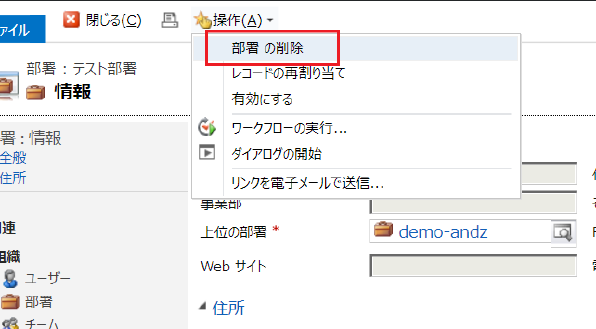 ァイル
閉じる(C)
操作(A)
部署 の削除
レコードの再割り当て
有効にする
ワークフローの実行...
ダイアログの開始
リンクを電子メールで送信...
部署 : テスト部署
情報
署 : 情報
全般
住所
関連
組織
ユーザー
部署
チーム
事業部
上位の部署 *
demo-andz
Web サイト
住所